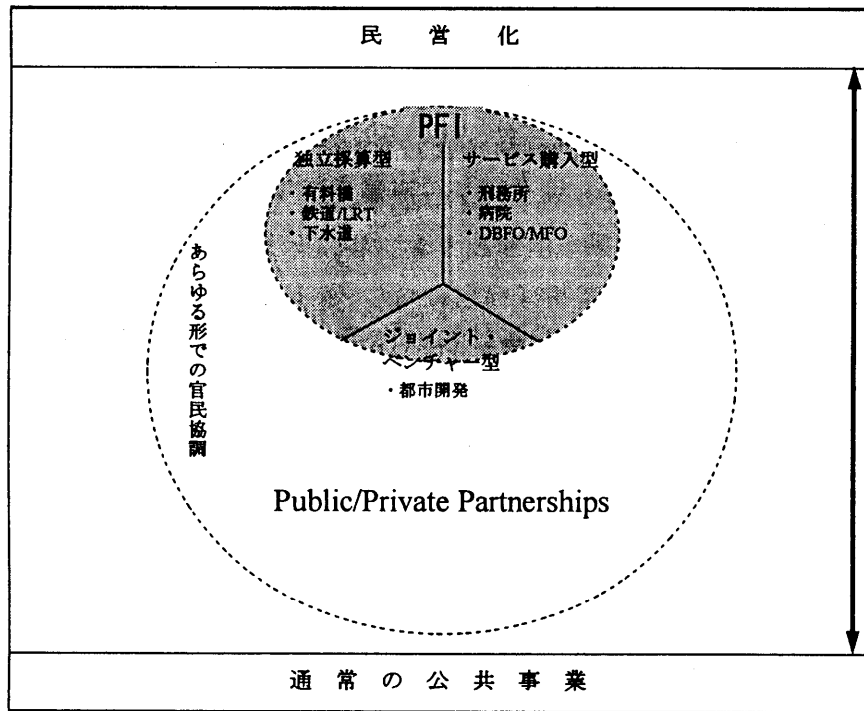 民営化
PFI
独立採算型
・有料橋
・鉄道/LRT
・下水道
サービス購入型
・刑務所
・病院
・DBFO/MFO
ジョイント・
ベンチャー型
・都市開発
あらゆる形での官民協調
Public/Private Partnerships
通常の公共事業